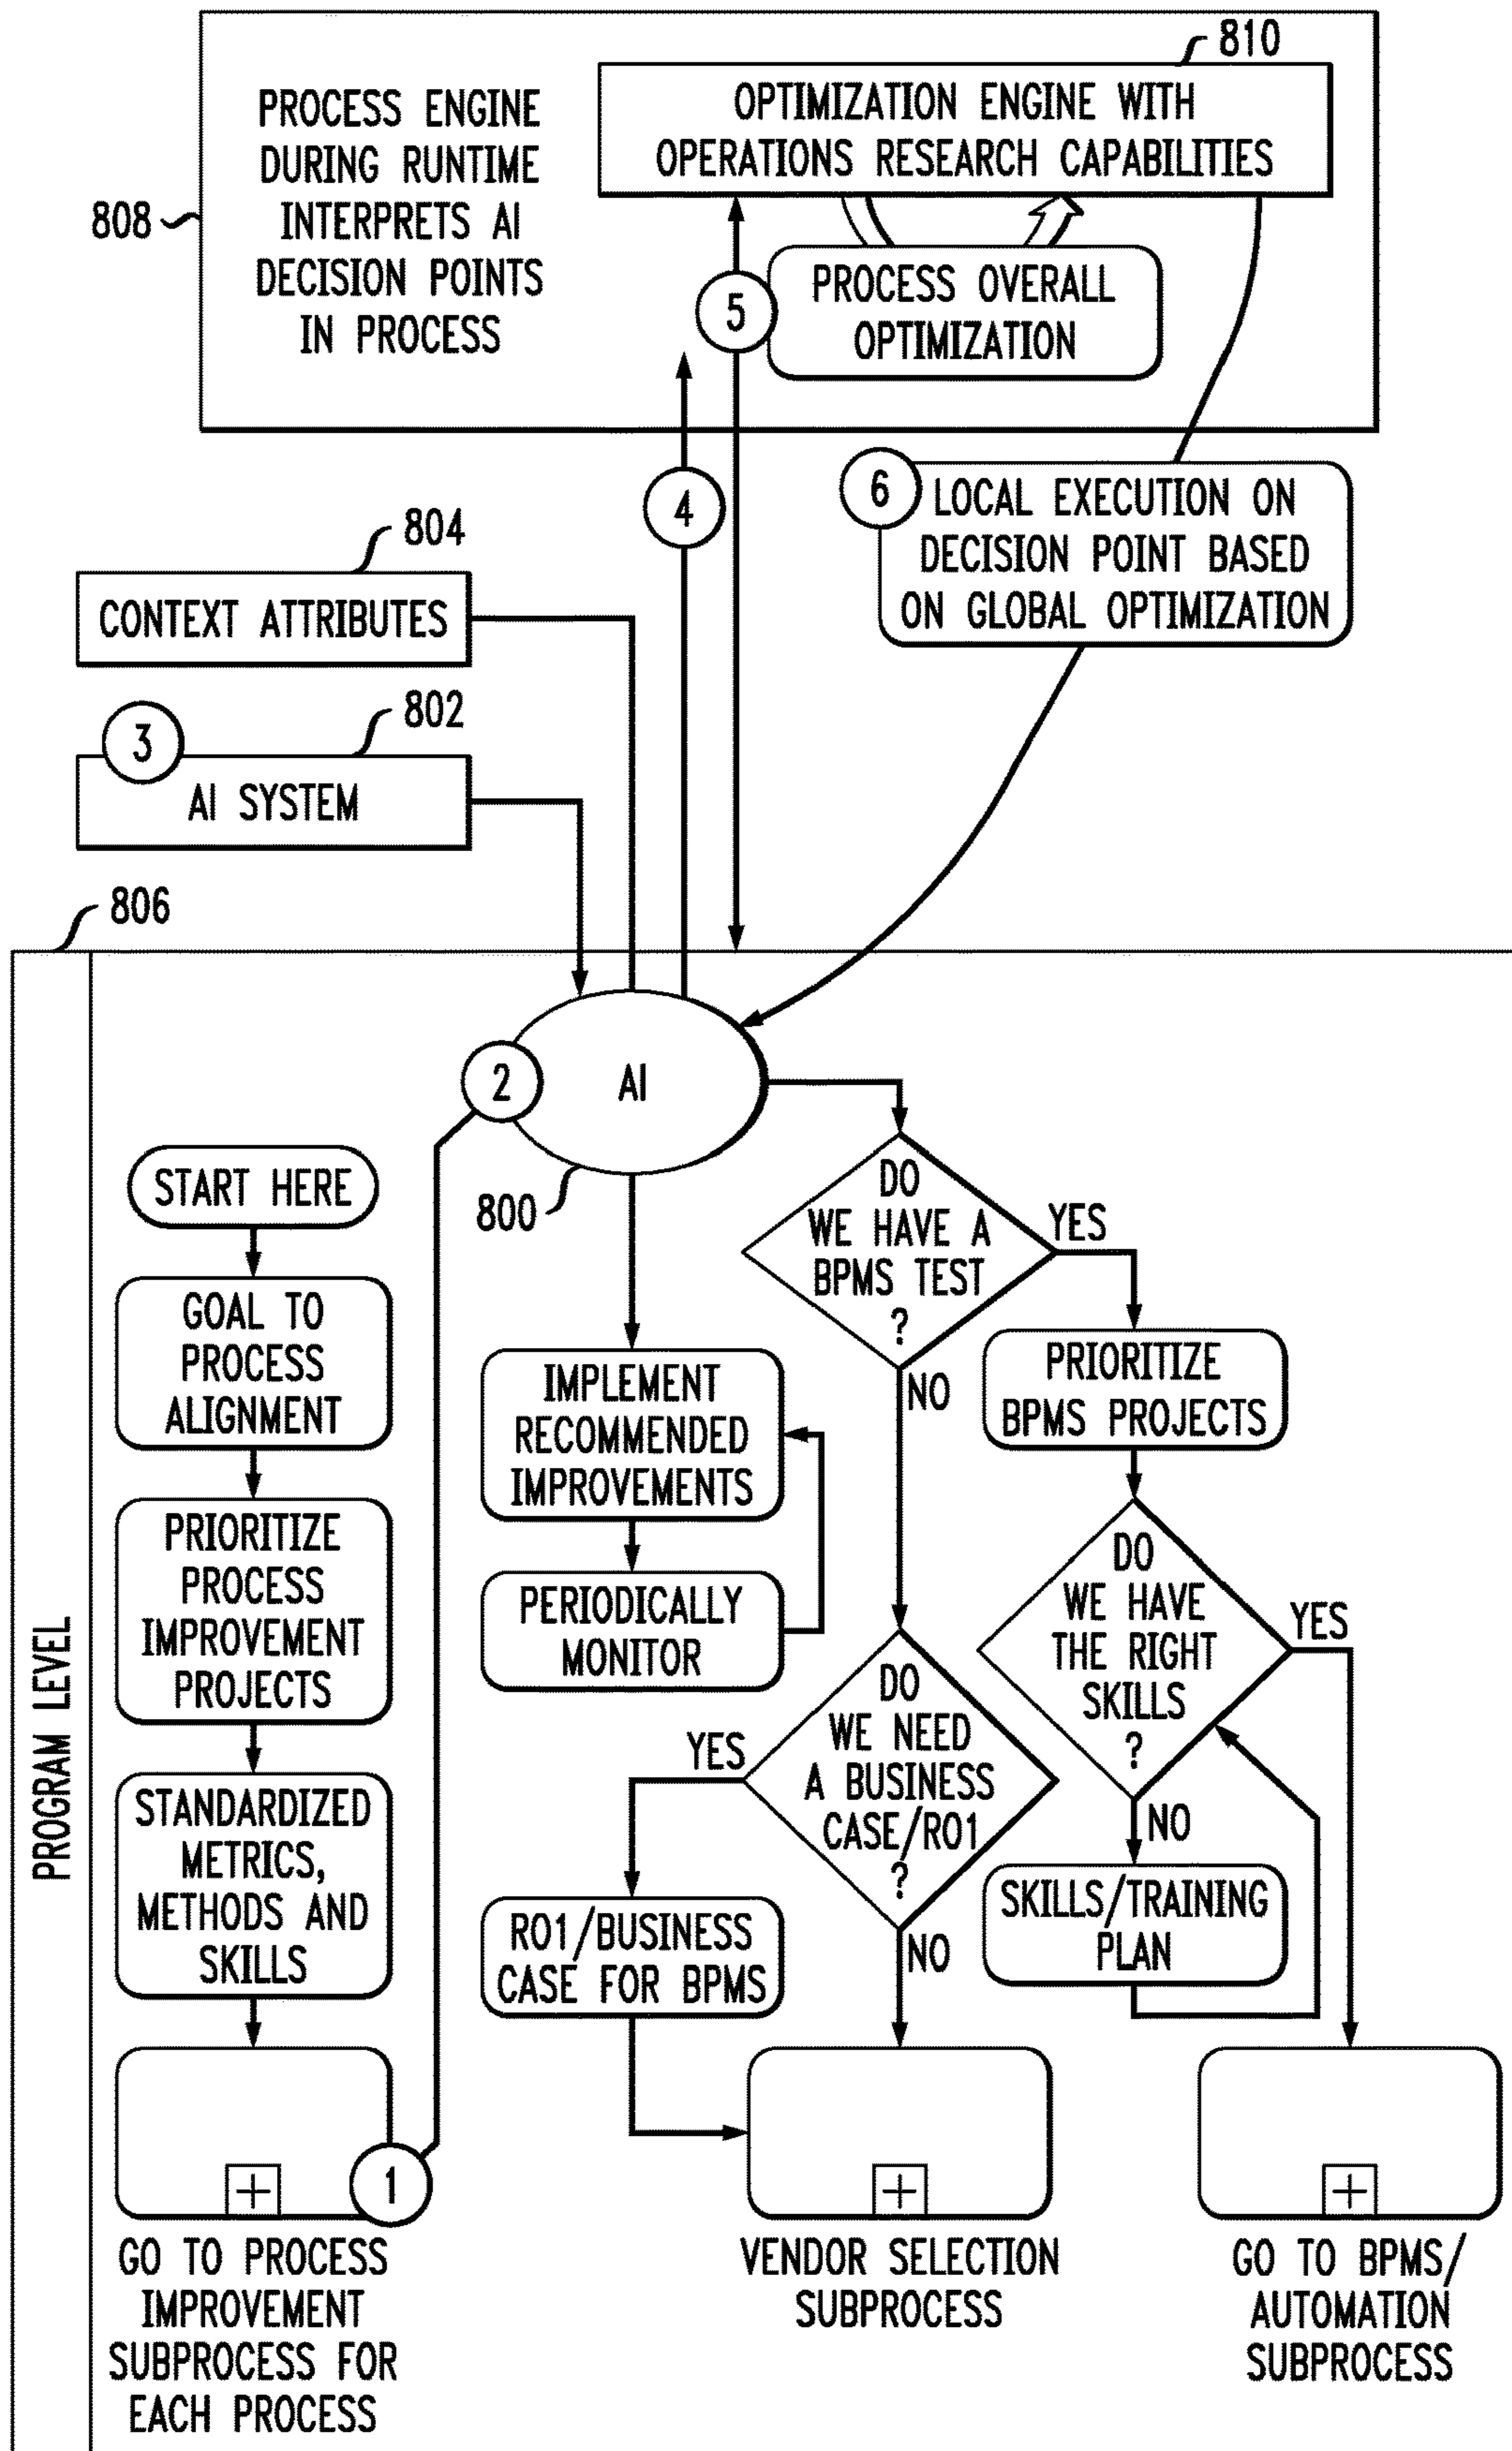 810
PROCESS ENGINE
DURING RUNTIME
INTERPRETS AI
DECISION POINTS
IN PROCESS
808
OPTIMIZATION ENGINE WITH
OPERATIONS RESEARCH CAPABILITIES
5
PROCESS OVERALL
OPTIMIZATION
4
6
LOCAL EXECUTION ON
DECISION POINT BASED
ON GLOBAL OPTIMIZATION
804
CONTEXT ATTRIBUTES
802
3
AI SYSTEM
806
PROGRAM LEVEL
2
AI
800
START HERE
GOAL TO
PROCESS
ALIGNMENT
PRIORITIZE
PROCESS
IMPROVEMENT
PROJECTS
STANDARDIZED
METRICS,
METHODS AND
SKILLS
+
1
GO TO PROCESS
IMPROVEMENT
SUBPROCESS FOR
EACH PROCESS
IMPLEMENT
RECOMMENDED
IMPROVEMENTS
PERIODICALLY
MONITOR
DO
WE HAVE A
BPMS TEST
?
YES
NO
PRIORITIZE
BPMS PROJECTS
DO
WE HAVE
THE RIGHT
SKILLS
?
YES
NO
SKILLS/TRAINING
PLAN
DO
WE NEED
A BUSINESS
CASE/RO1
?
YES
NO
RO1/BUSINESS
CASE FOR BPMS
+
VENDOR SELECTION
SUBPROCESS
+
GO TO BPMS/
AUTOMATION
SUBPROCESS